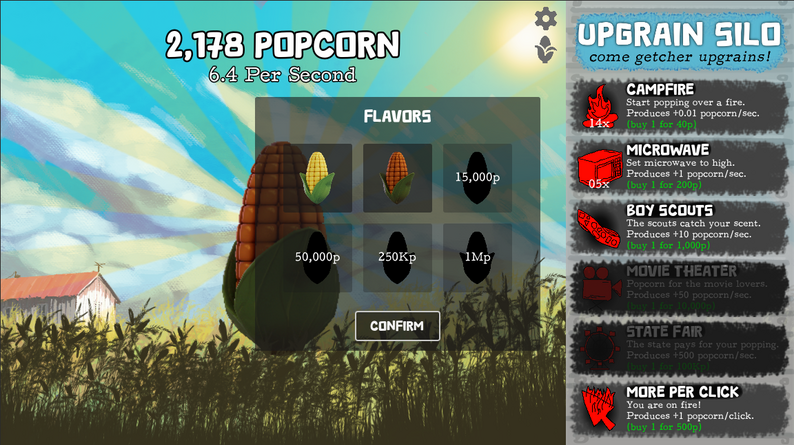 2,178 POPCORN
6.4 Per Second
FLAVORS
15,000p
50,000p
250Kp
1Mp
CONFIRM
UPGRAIN SILO
come getcher upgrains!
CAMPFIRE
Start popping over a fire.
Produces +0.01 popcorn/sec.
14x
(buy 1 for 40p)
MICROWAVE
Set microwave to high.
Produces +1 popcorn/sec.
05x
(buy 1 for 200p)
BOY SCOUTS
The scouts catch your scent.
Produces +10 popcorn/sec.
(buy 1 for 1,000p)
MOVIE THEATER
Popcorn for the movie lovers.
Produces +50 popcorn/sec.
STATE FAIR
The state pays for your popping.
Produces +500 popcorn/sec.
MORE PER CLICK
You are on fire!
Produces +1 popcorn/click.
(buy 1 for 500p)